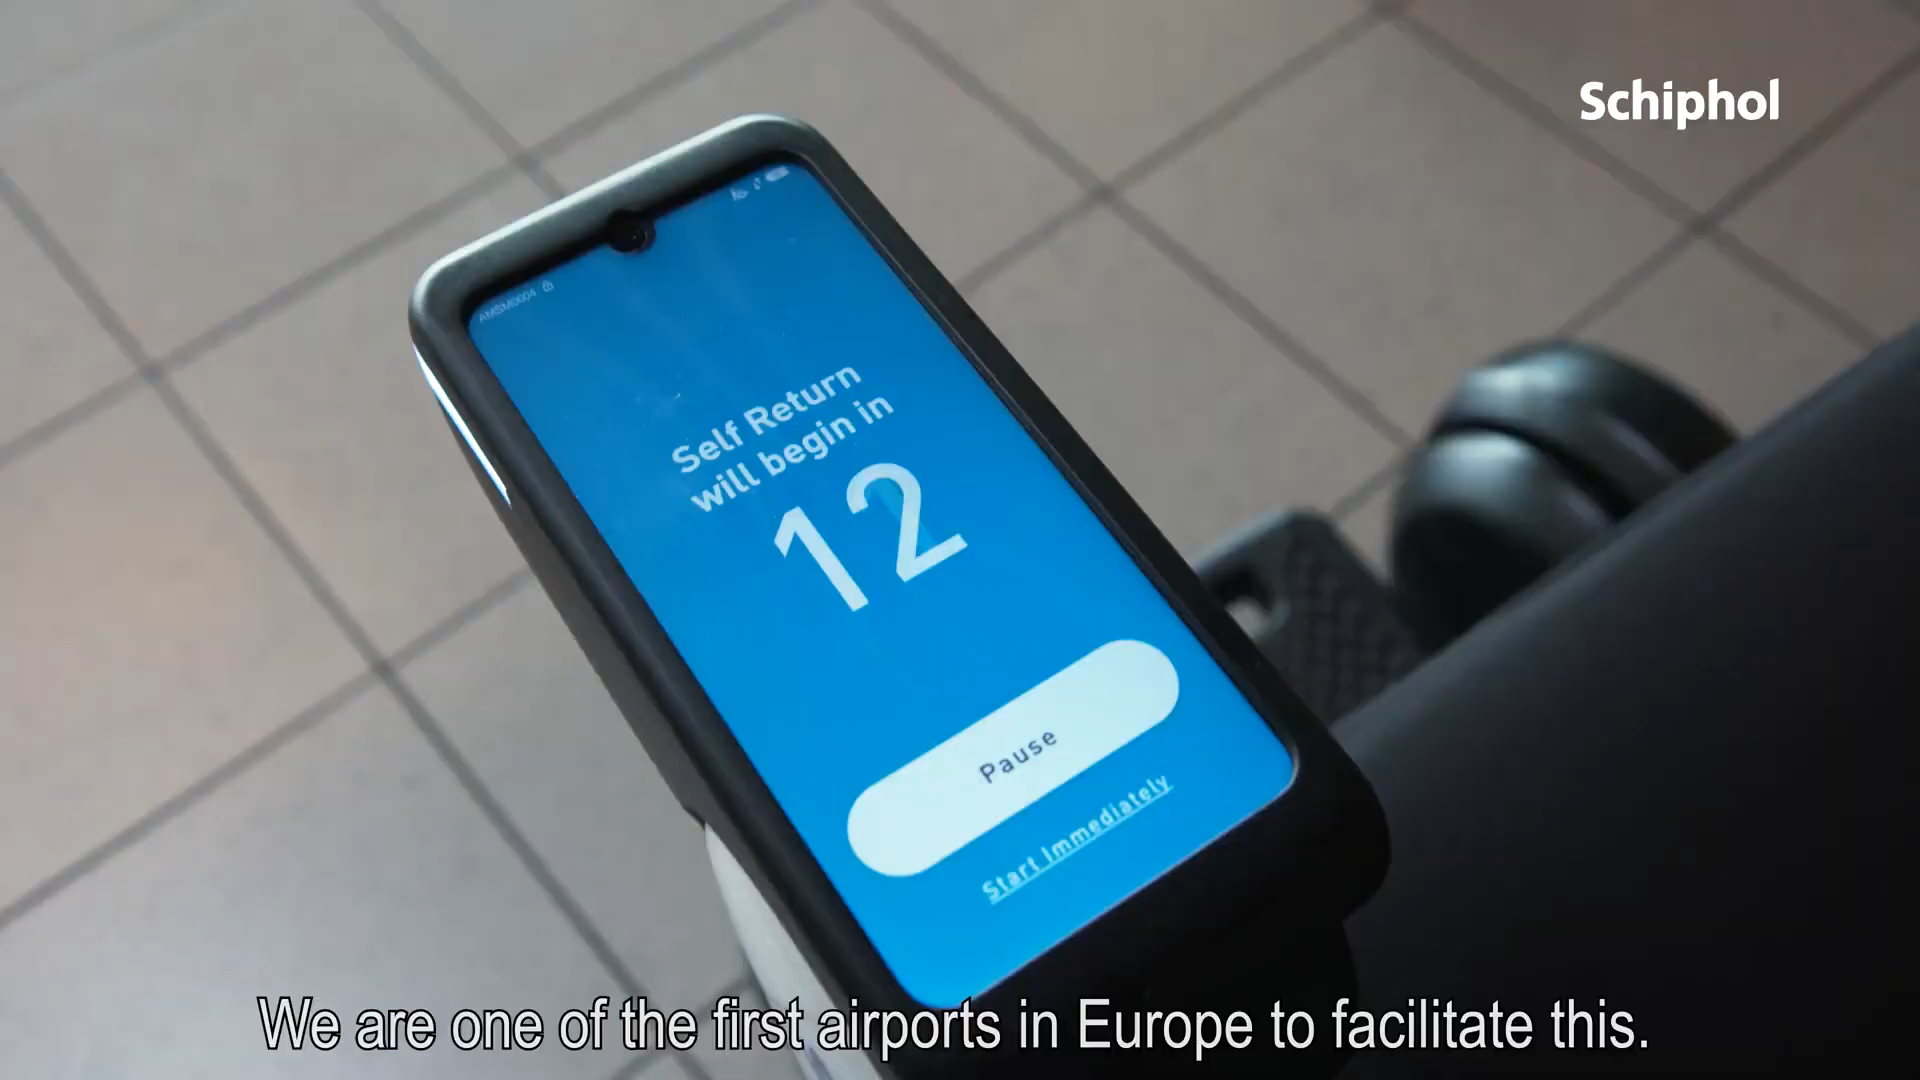 Schiphol
AMSM0004
Self Return
will begin in
12
Pause
Start Immediately
We are one of the first airports in Europe to facilitate this.